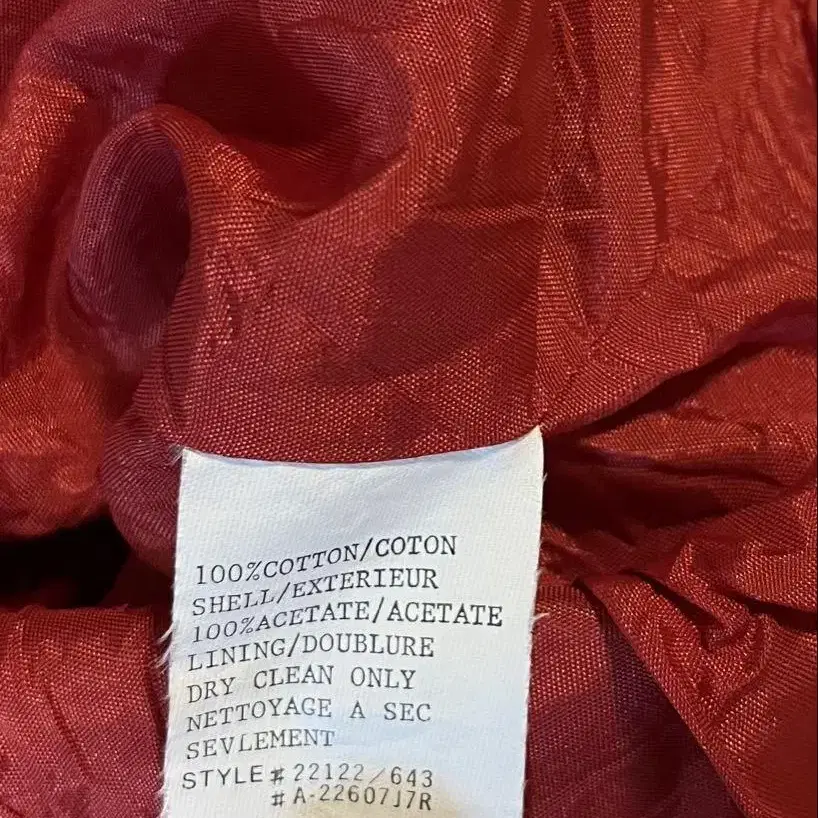 100%COTTON/COTON
SHELL/EXTERIEUR
100%ACETATE/ACETATE
LINING/DOUBLURE
DRY CLEAN ONLY
NETTOYAGE A SEC
SEVLEMENT
STYLE # 22122/643
# A-22607J7R